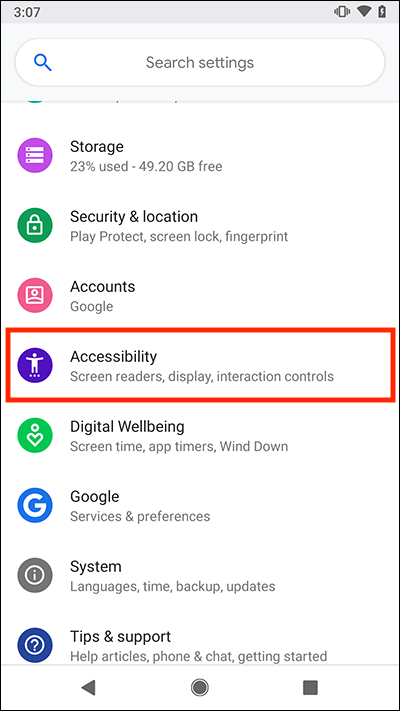 3:07
Search settings
Storage
23% used - 49.20 GB free
Security & location
Play Protect, screen lock, fingerprint
Accounts
Google
Accessibility
Screen readers, display, interaction controls
Digital Wellbeing
Screen time, app timers, Wind Down
Google
Services & preferences
System
Languages, time, backup, updates
Tips & support
Help articles, phone & chat, getting started